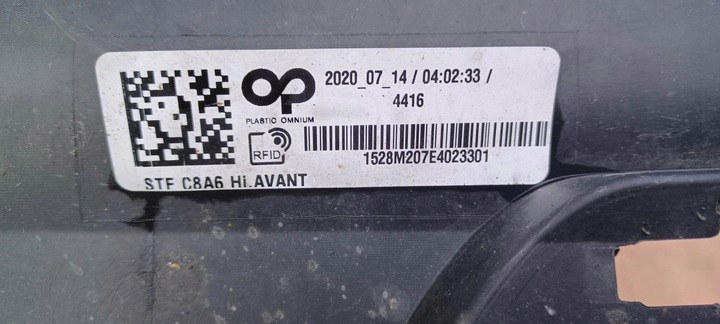 2020_07_14 / 04:02:33 /
4416
OP
PLASTIC OMNIUM
RFID
1528M207E4023301
STF C8A6 Hi.AVANT